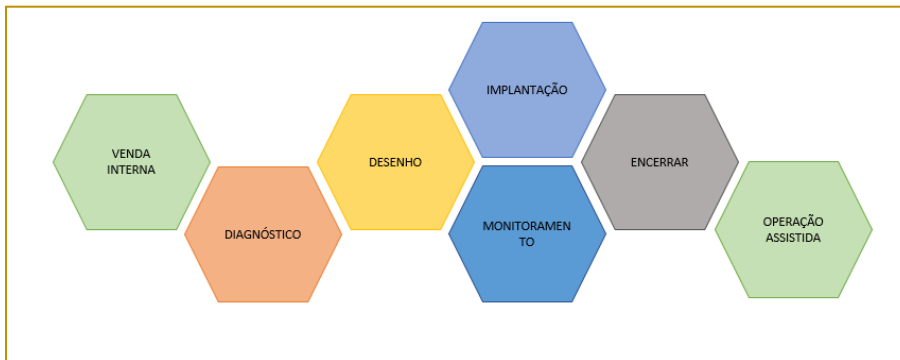 VENDA
INTERNA
DIAGNÓSTICO
DESENHO
IMPLANTAÇÃO
MONITORAMEN
TO
ENCERRAR
OPERAÇÃO
ASSISTIDA